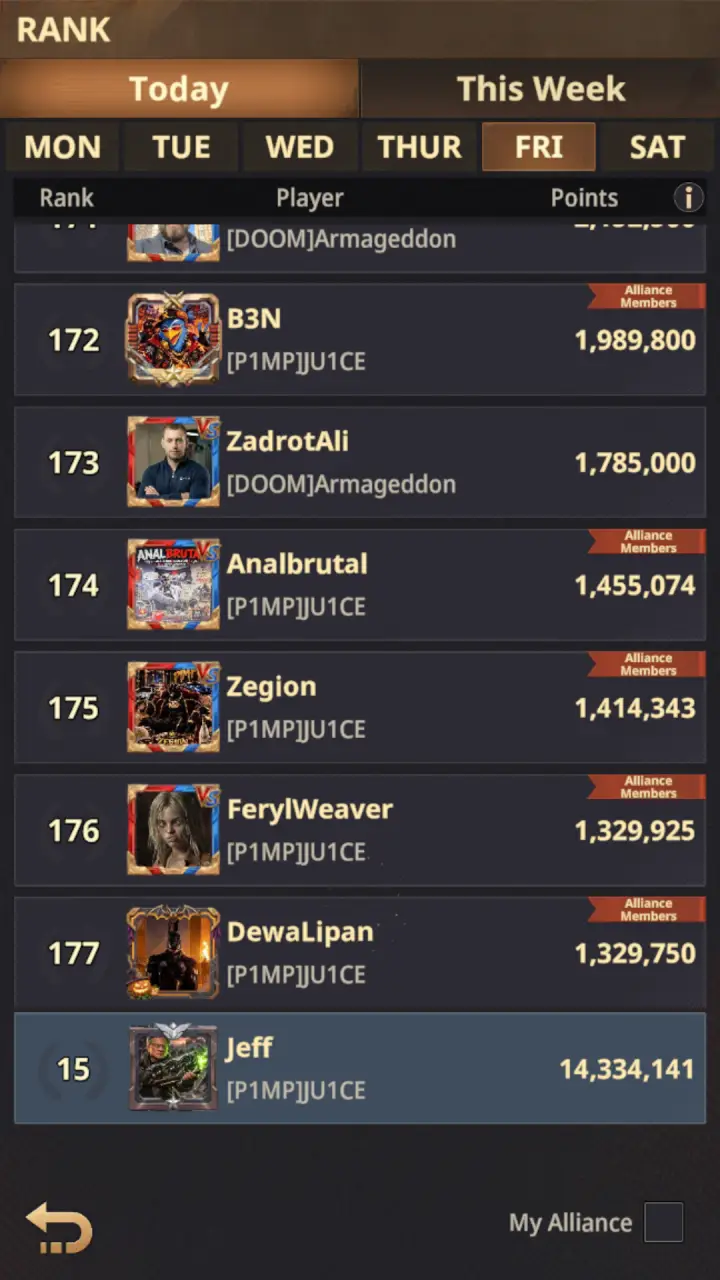 RANK
Today
This Week
MON TUE WED THUR FRI SAT
Rank Player Points
[DOOM]Armageddon
Alliance Members
172 B3N 1,989,800
[P1MP]JU1CE
173 ZadrotAli 1,785,000
[DOOM]Armageddon
Alliance Members
174 Analbrutal 1,455,074
[P1MP]JU1CE
Alliance Members
175 Zegion 1,414,343
[P1MP]JU1CE
Alliance Members
176 FerylWeaver 1,329,925
[P1MP]JU1CE
Alliance Members
177 DewaLipan 1,329,750
[P1MP]JU1CE
15 Jeff 14,334,141
[P1MP]JU1CE
My Alliance